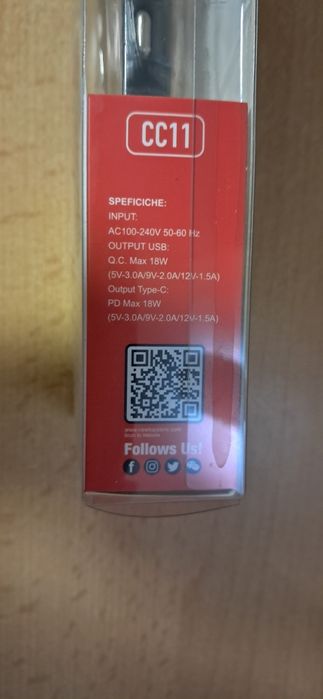 CC11
SPEFICICHE:
INPUT:
AC100-240V 50-60 Hz
OUTPUT USB:
Q.C. Max 18W
(5V-3.0A/9V-2.0A/12V-1.5A)
Output Type-C:
PD Max 18W
(5V-3.0A/9V-2.0A/12V-1.5A)
Follows Us!